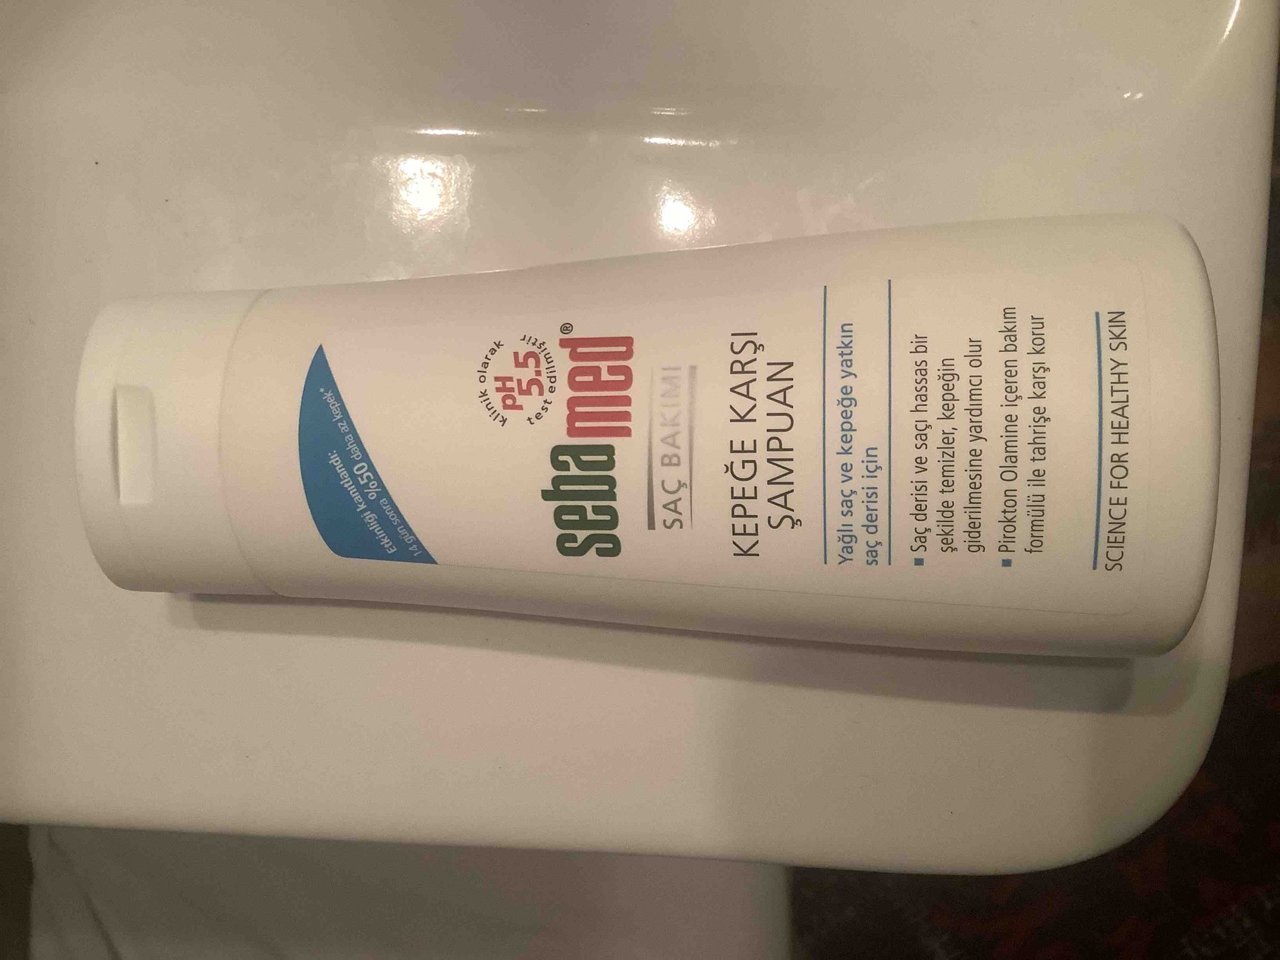 Etkinliği kanıtlandı:
14 gün sonra %50 daha az kepek*
klinik olarak
pH
5.5
test edilmiştir
sebamed®
SAÇ BAKIMI
KEPEĞE KARŞI
ŞAMPUAN
Yağlı saç ve kepeğe yatkın
saç derisi için
▪ Saç derisi ve saçı hassas bir
şekilde temizler, kepeğin
giderilmesine yardımcı olur
▪ Pirokton Olamine içeren bakım
formülü ile tahrişe karşı korur
SCIENCE FOR HEALTHY SKIN